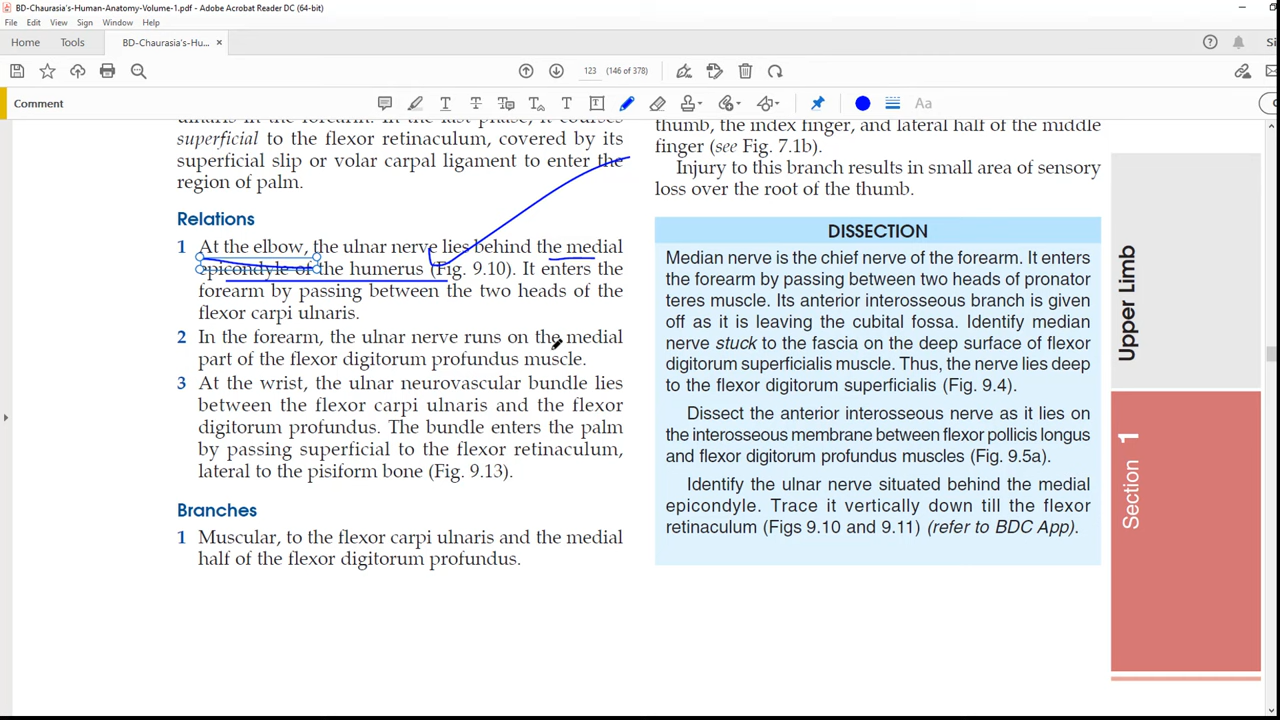 BD-Chaurasia's-Human-Anatomy-Volume-1.pdf - Adobe Acrobat Reader DC (64-bit)
File Edit View Sign Window Help
Home Tools BD-Chaurasia's-Hu... ×
123 (146 of 378)
Comment
Aa
ulnaris in the forearm. In the last phase, it courses
superficial to the flexor retinaculum, covered by its
superficial slip or volar carpal ligament to enter the
region of palm.
Relations
1 At the elbow, the ulnar nerve lies behind the medial
epicondyle of the humerus (Fig. 9.10). It enters the
forearm by passing between the two heads of the
flexor carpi ulnaris.
2 In the forearm, the ulnar nerve runs on the medial
part of the flexor digitorum profundus muscle.
3 At the wrist, the ulnar neurovascular bundle lies
between the flexor carpi ulnaris and the flexor
digitorum profundus. The bundle enters the palm
by passing superficial to the flexor retinaculum,
lateral to the pisiform bone (Fig. 9.13).
Branches
1 Muscular, to the flexor carpi ulnaris and the medial
half of the flexor digitorum profundus.
thumb, the index finger, and lateral half of the middle
finger (see Fig. 7.1b).
Injury to this branch results in small area of sensory
loss over the root of the thumb.
DISSECTION
Median nerve is the chief nerve of the forearm. It enters
the forearm by passing between two heads of pronator
teres muscle. Its anterior interosseous branch is given
off as it is leaving the cubital fossa. Identify median
nerve stuck to the fascia on the deep surface of flexor
digitorum superficialis muscle. Thus, the nerve lies deep
to the flexor digitorum superficialis (Fig. 9.4).
Dissect the anterior interosseous nerve as it lies on
the interosseous membrane between flexor pollicis longus
and flexor digitorum profundus muscles (Fig. 9.5a).
Identify the ulnar nerve situated behind the medial
epicondyle. Trace it vertically down till the flexor
retinaculum (Figs 9.10 and 9.11) (refer to BDC App).
Upper Limb
Section 1